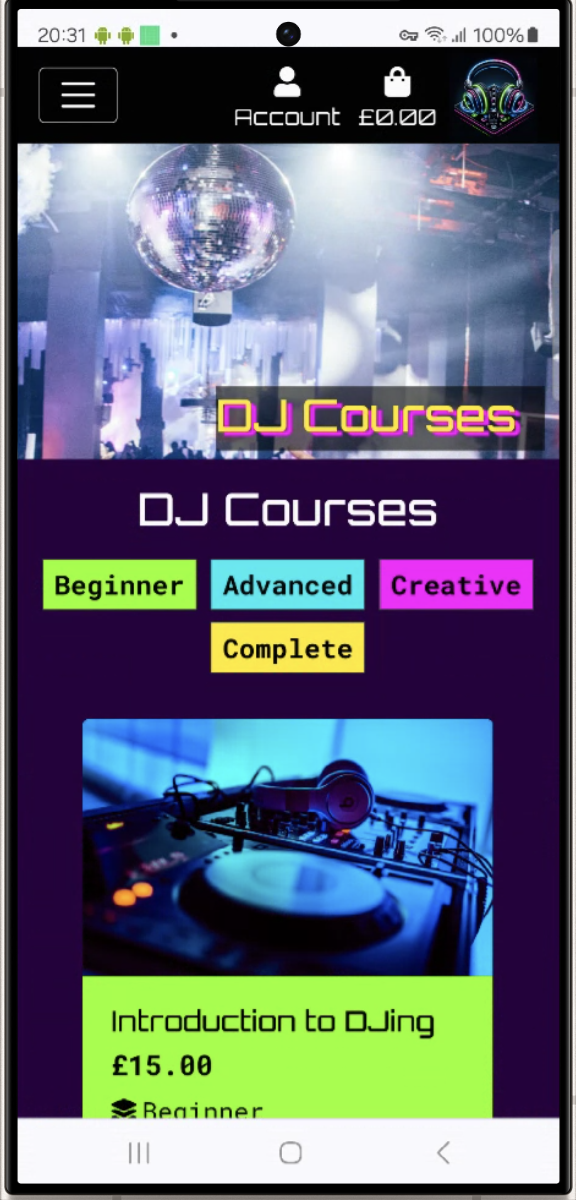 20:31
100%
Account £0.00
DJ Courses
DJ Courses
Beginner Advanced Creative
Complete
Introduction to DJing
£15.00
Beginner